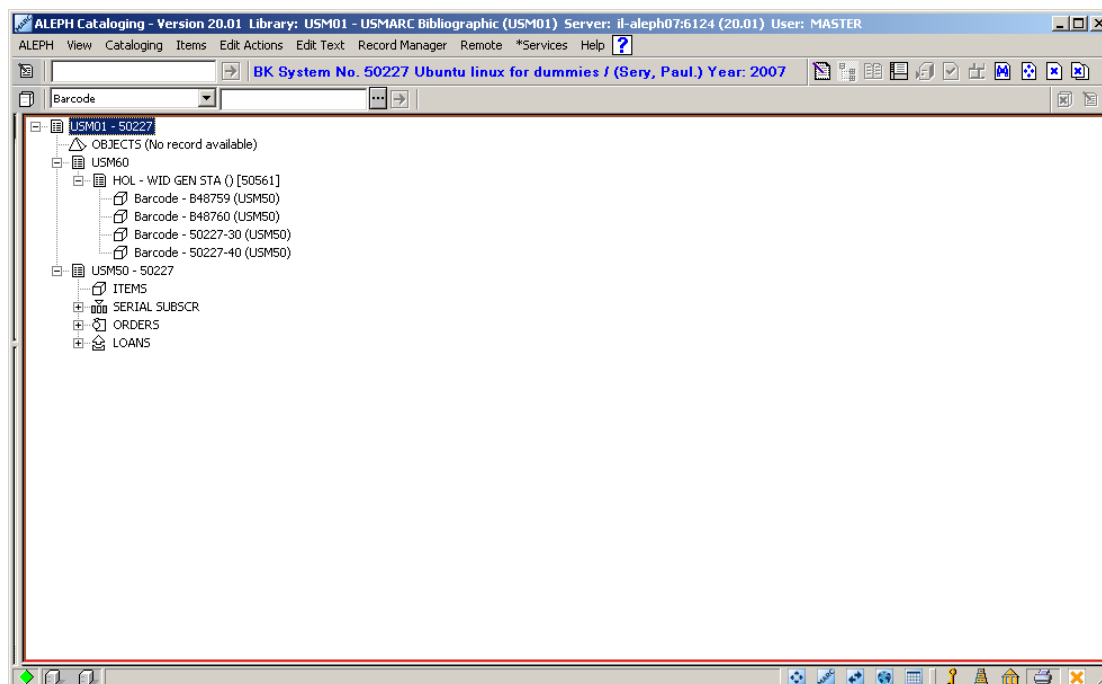 ALEPH Cataloging - Version 20.01 Library: USM01 - USMARC Bibliographic (USM01) Server: il-aleph07:6124 (20.01) User: MASTER
ALEPH View Cataloging Items Edit Actions Edit Text Record Manager Remote *Services Help ?
BK System No. 50227 Ubuntu linux for dummies / (Sery, Paul.) Year: 2007
Barcode ...
USM01 - 50227
OBJECTS (No record available)
USM60
HOL - WID GEN STA () [50561]
Barcode - B48759 (USM50)
Barcode - B48760 (USM50)
Barcode - 50227-30 (USM50)
Barcode - 50227-40 (USM50)
USM50 - 50227
ITEMS
SERIAL SUBSCR
ORDERS
LOANS